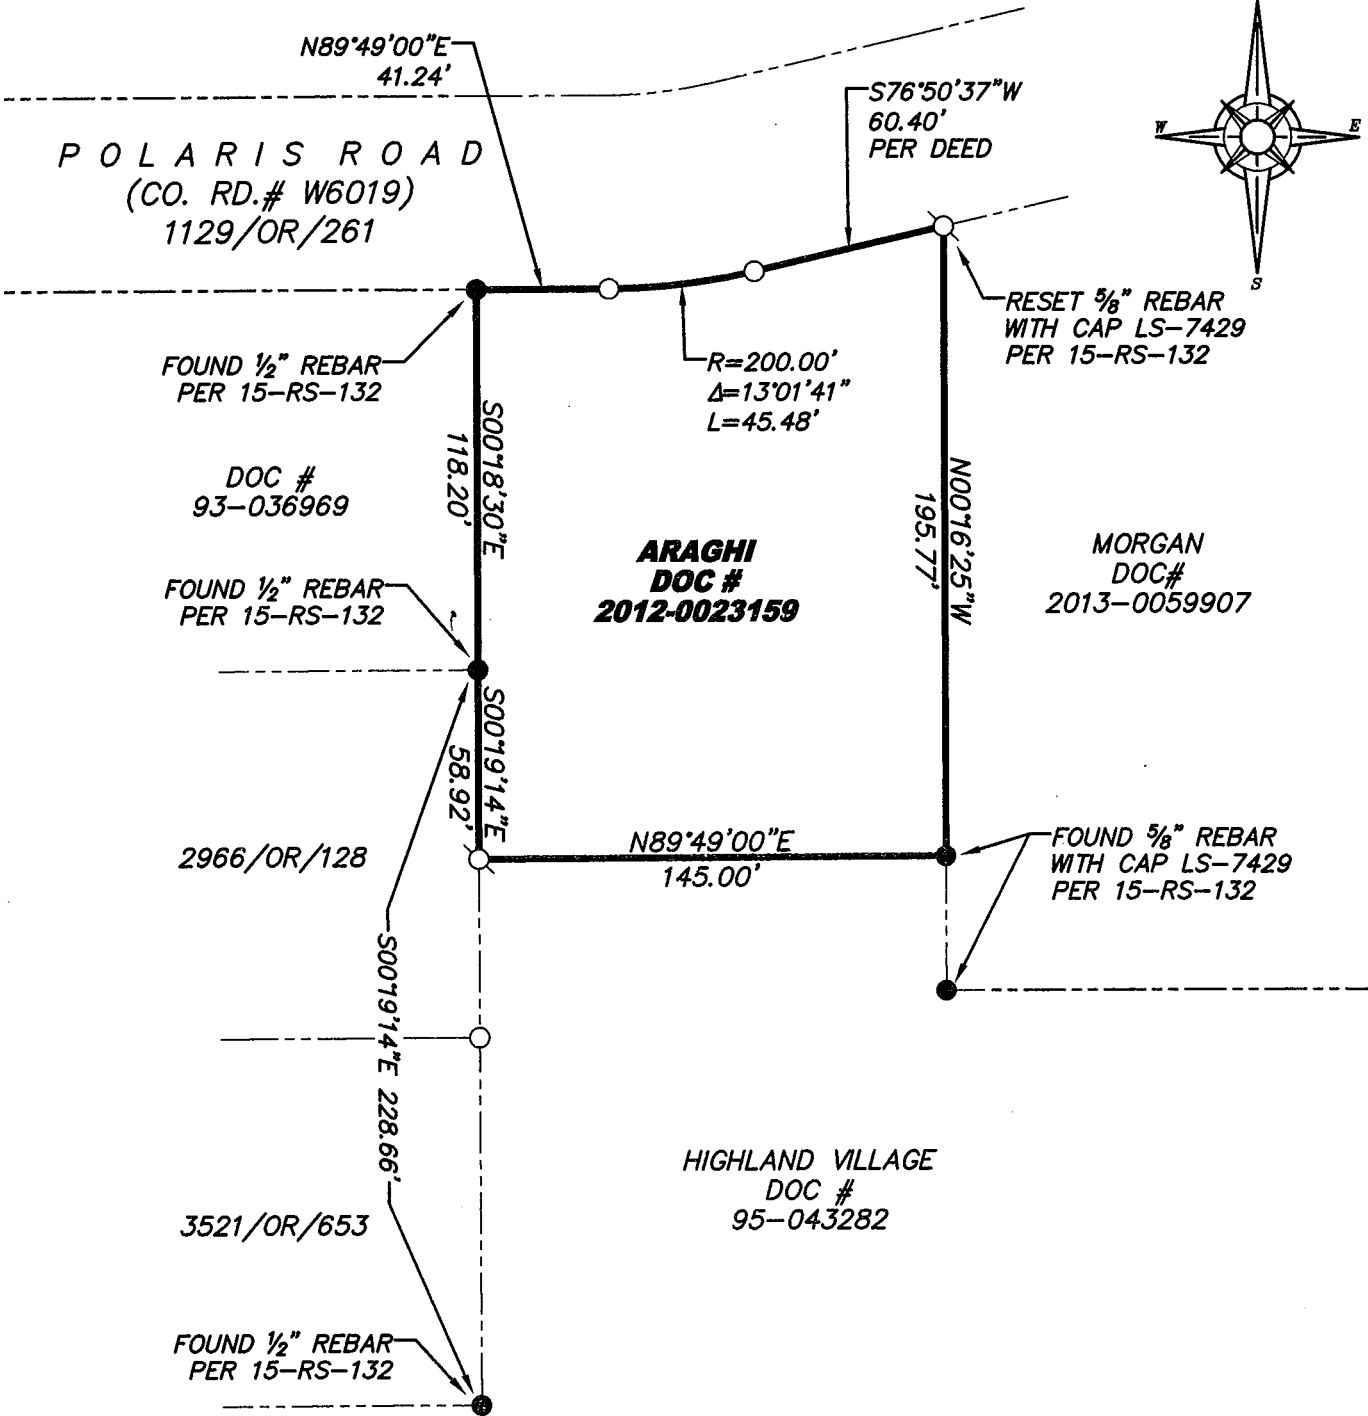 N89°49'00"E
41.24'
S76°50'37"W
60.40'
PER DEED
W
E
S
POLARIS ROAD
(CO. RD.# W6019)
1129/OR/261
RESET 5/8" REBAR
WITH CAP LS-7429
PER 15-RS-132
FOUND 1/2" REBAR
PER 15-RS-132
R=200.00'
Δ=13°01'41"
L=45.48'
S00°18'30"E
118.20'
DOC #
93-036969
N00°16'25"W
195.77'
ARAGHI
DOC #
2012-0023159
MORGAN
DOC#
2013-0059907
FOUND 1/2" REBAR
PER 15-RS-132
S00°19'14"E
58.92'
2966/OR/128
N89°49'00"E
145.00'
FOUND 5/8" REBAR
WITH CAP LS-7429
PER 15-RS-132
S00°19'14"E 228.66'
HIGHLAND VILLAGE
DOC #
95-043282
3521/OR/653
FOUND 1/2" REBAR
PER 15-RS-132